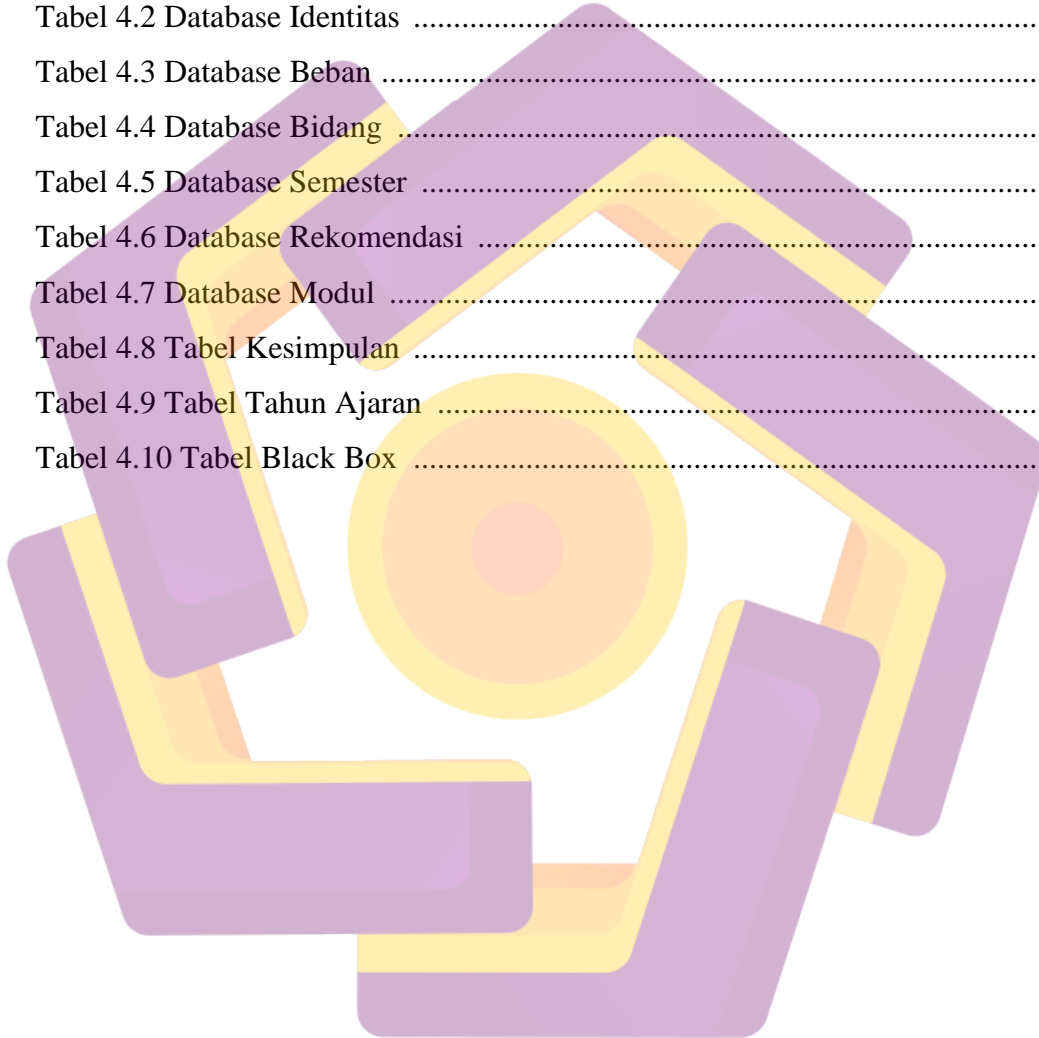 Tabel 4.2 Database Identitas ........................................................................................
Tabel 4.3 Database Beban ............................................................................................
Tabel 4.4 Database Bidang ..........................................................................................
Tabel 4.5 Database Semester .......................................................................................
Tabel 4.6 Database Rekomendasi ................................................................................
Tabel 4.7 Database Modul ...........................................................................................
Tabel 4.8 Tabel Kesimpulan ........................................................................................
Tabel 4.9 Tabel Tahun Ajaran .....................................................................................
Tabel 4.10 Tabel Black Box ........................................................................................